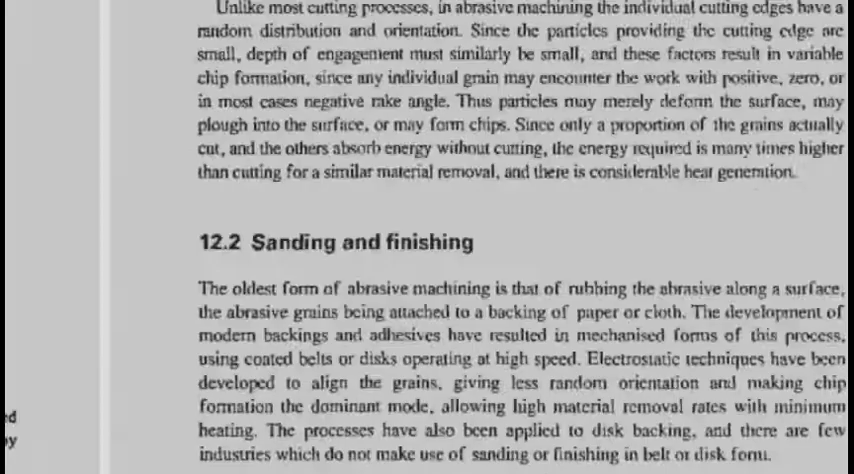 Unlike most cutting processes, in abrasive machining the individual cutting edges have a
random distribution and orientation. Since the particles providing the cutting edge are
small, depth of engagement must similarly be small, and these factors result in variable
chip formation, since any individual grain may encounter the work with positive, zero, or
in most cases negative rake angle. Thus particles may merely deform the surface, may
plough into the surface, or may form chips. Since only a proportion of the grains actually
cut, and the others absorb energy without cutting, the energy required is many times higher
than cutting for a similar material removal, and there is considerable heat generation.
12.2 Sanding and finishing
The oldest form of abrasive machining is that of rubbing the abrasive along a surface,
the abrasive grains being attached to a backing of paper or cloth. The development of
modern backings and adhesives have resulted in mechanised forms of this process,
using coated belts or disks operating at high speed. Electrostatic techniques have been
developed to align the grains, giving less random orientation and making chip
formation the dominant mode, allowing high material removal rates with minimum
heating. The processes have also been applied to disk backing, and there are few
industries which do not make use of sanding or finishing in belt or disk form.